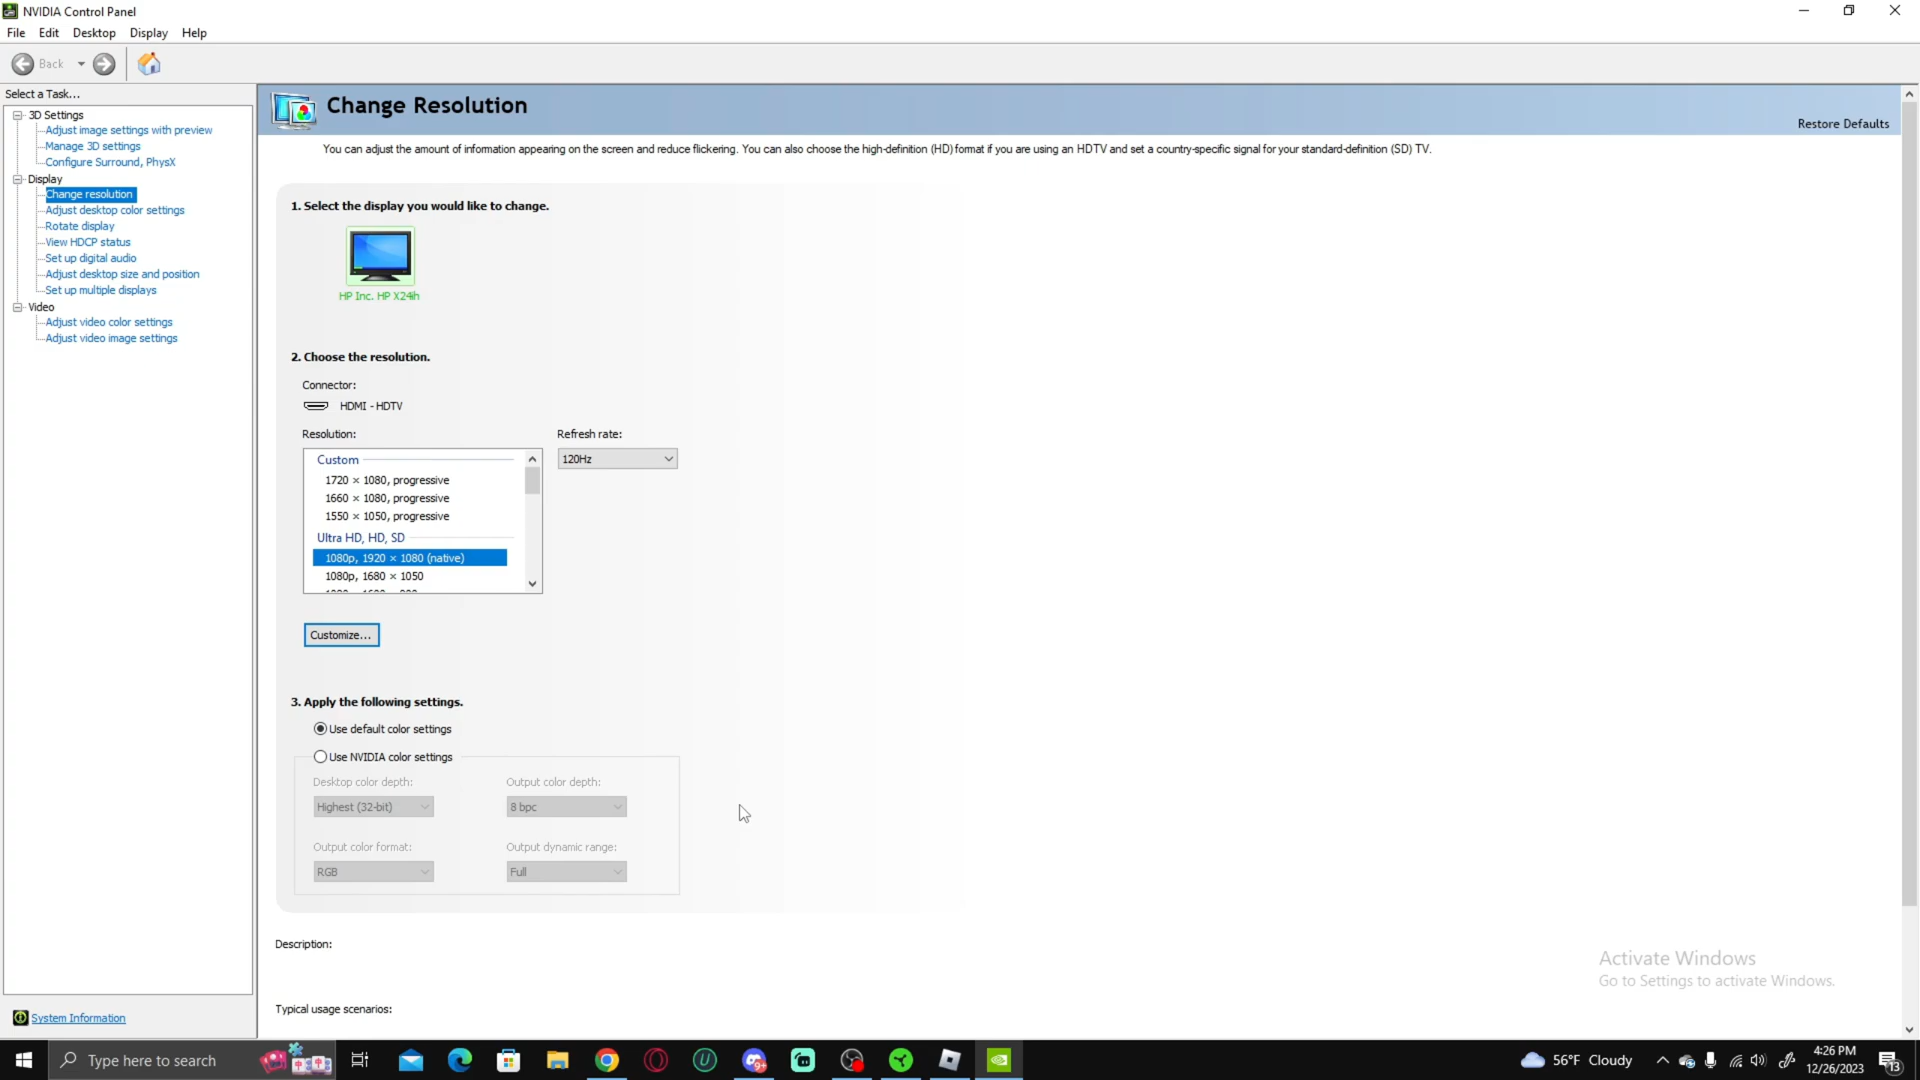 NVIDIA Control Panel
File Edit Desktop Display Help
Back
Select a Task...
3D Settings
Adjust image settings with preview
Manage 3D settings
Configure Surround, PhysX
Display
Change resolution
Adjust desktop color settings
Rotate display
View HDCP status
Set up digital audio
Adjust desktop size and position
Set up multiple displays
Video
Adjust video color settings
Adjust video image settings
System Information
Change Resolution
Restore Defaults
You can adjust the amount of information appearing on the screen and reduce flickering. You can also choose the high-definition (HD) format if you are using an HDTV and set a country-specific signal for your standard-definition (SD) TV.
1. Select the display you would like to change.
HP Inc. HP X24ih
2. Choose the resolution.
Connector:
HDMI - HDTV
Resolution:
Refresh rate:
120Hz
Custom
1720 × 1080, progressive
1660 × 1080, progressive
1550 × 1050, progressive
Ultra HD, HD, SD
1080p, 1920 × 1080 (native)
1080p, 1680 × 1050
Customize...
3. Apply the following settings.
Use default color settings
Use NVIDIA color settings
Desktop color depth: Output color depth:
Highest (32-bit) 8 bpc
Output color format: Output dynamic range:
RGB Full
Description:
Typical usage scenarios:
Activate Windows
Go to Settings to activate Windows.
Type here to search
9+
56°F Cloudy
4:26 PM
12/26/2023
13